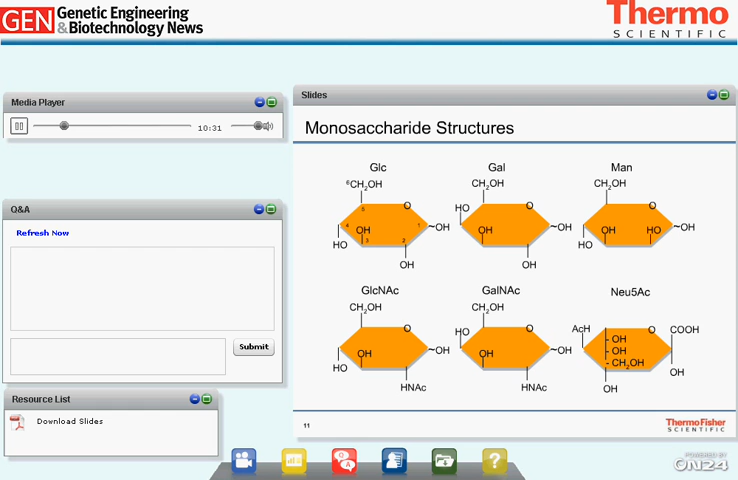 GEN Genetic Engineering
& Biotechnology News
Thermo
SCIENTIFIC
Media Player
10:31
Q&A
Refresh Now
Submit
Resource List
Download Slides
Slides
Monosaccharide Structures
Glc
Gal
Man
6CH2OH
CH2OH
CH2OH
5
O
HO
O
O
4
OH
1
~OH
OH
~OH
OH
HO
~OH
HO
3
2
HO
OH
OH
GlcNAc
GalNAc
Neu5Ac
CH2OH
CH2OH
O
HO
O
AcH
O
COOH
OH
OH
~OH
OH
~OH
OH
CH2OH
HO
OH
HNAc
HNAc
OH
11
ThermoFisher
SCIENTIFIC
Q
A
?
POWERED BY
ON24